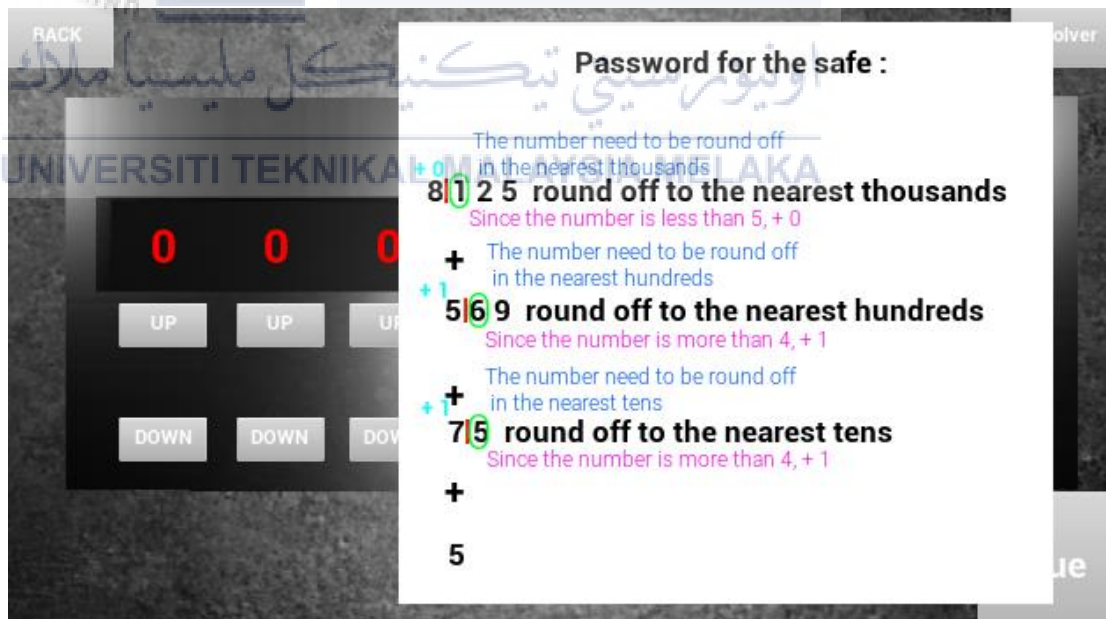 BACK
Password for the safe :
اونيورسيتي تيكنيكل مليسيا ملاك
UNIVERSITI TEKNIKAL MALAYSIA MELAKA
The number need to be round off
+ 0 in the nearest thousands
8|1 2 5 round off to the nearest thousands
Since the number is less than 5, + 0
+ The number need to be round off
in the nearest hundreds
+ 1
5|6 9 round off to the nearest hundreds
Since the number is more than 4, + 1
The number need to be round off
+ in the nearest tens
+ 1
7|5 round off to the nearest tens
Since the number is more than 4, + 1
+
5
0 0 0
UP UP
DOWN DOWN